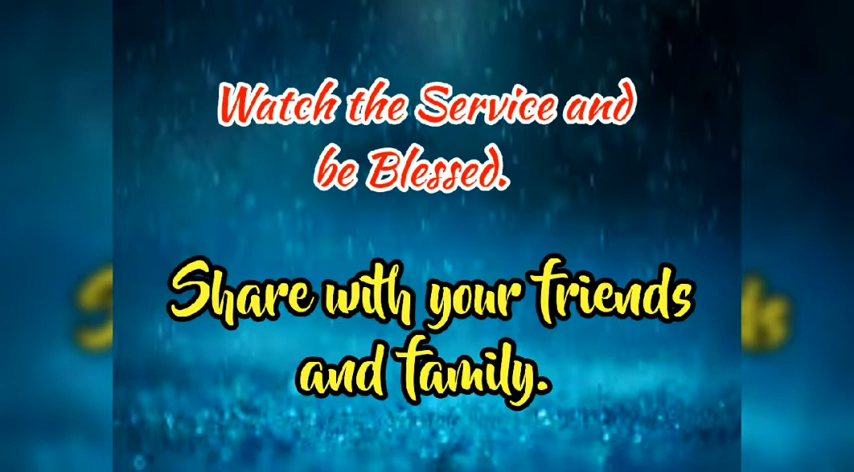 Watch the Service and
be Blessed.
Share with your friends
and family.